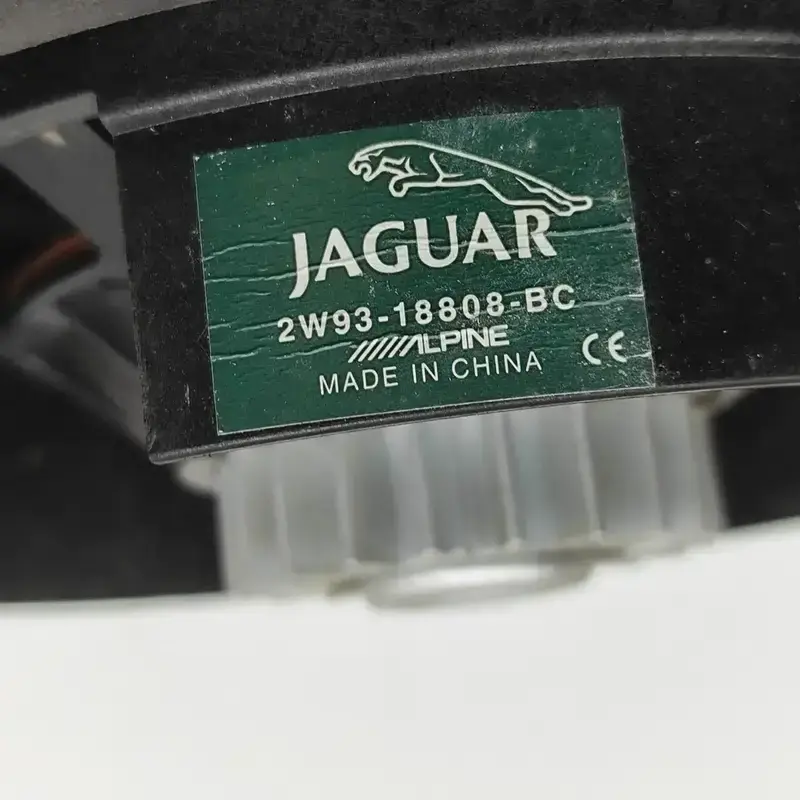 JAGUAR
2W93-18808-BC
ALPINE
MADE IN CHINA
CE